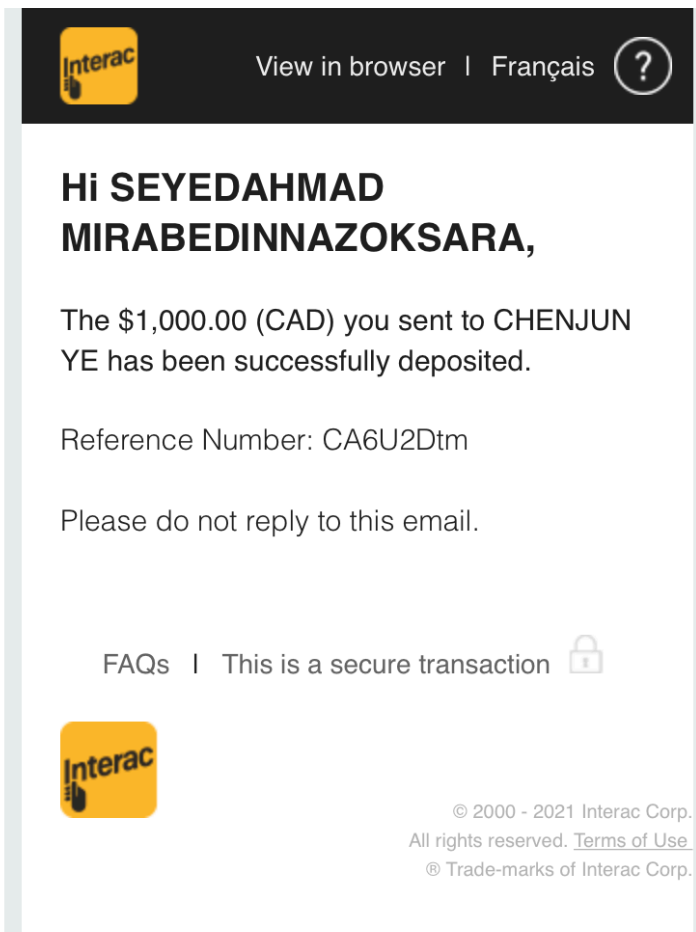 Interac
View in browser | Français ?
Hi SEYEDAHMAD
MIRABEDINNAZOKSARA,
The $1,000.00 (CAD) you sent to CHENJUN
YE has been successfully deposited.
Reference Number: CA6U2Dtm
Please do not reply to this email.
FAQs | This is a secure transaction
Interac
© 2000 - 2021 Interac Corp.
All rights reserved. Terms of Use
® Trade-marks of Interac Corp.